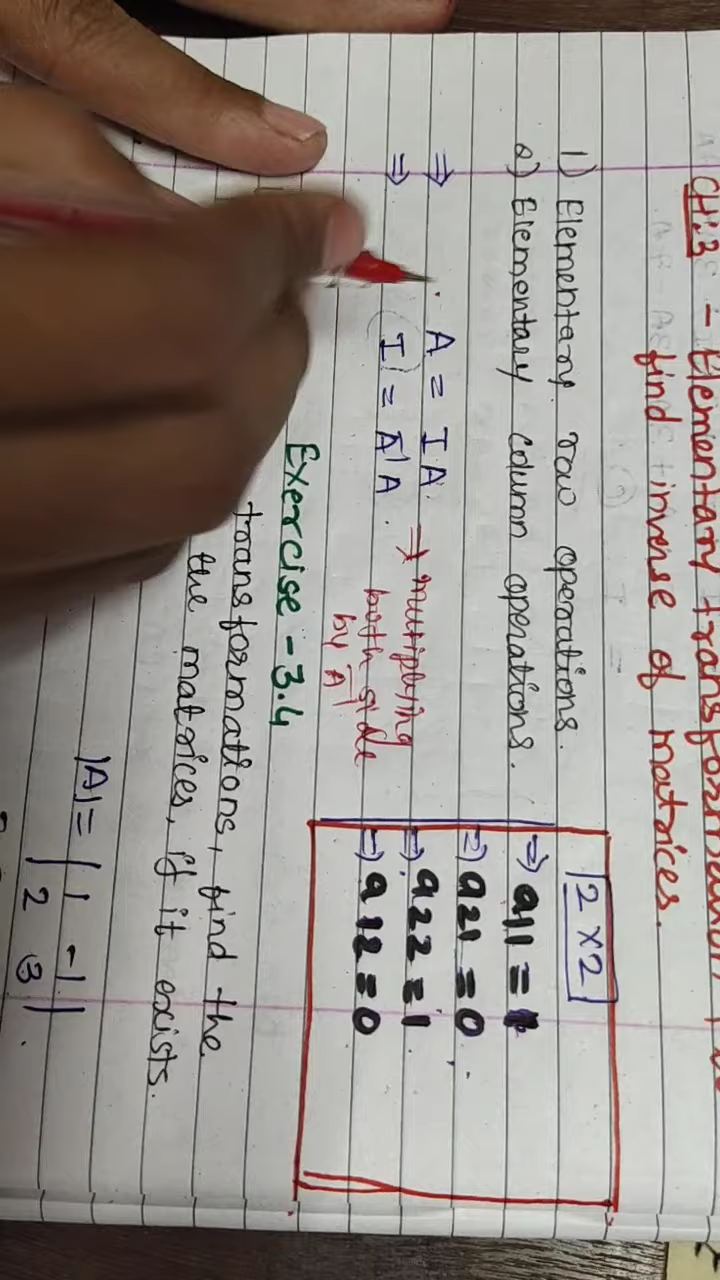 CH:3 - Elementary transformation
find inverse of matrices.
1) Elementary row operations.
2) Elementary column operations.
⇒ A = IA. → multiplying
⇒ I = A⁻¹A. both side
by A⁻¹
2 × 2
⇒ a11 = 1
⇒ a21 = 0
⇒ a22 = 1
⇒ a12 = 0
Exercise - 3.4
transformations, find the
the matrices, if it exists.
|A| = | 1 -1 |
2 3 | .